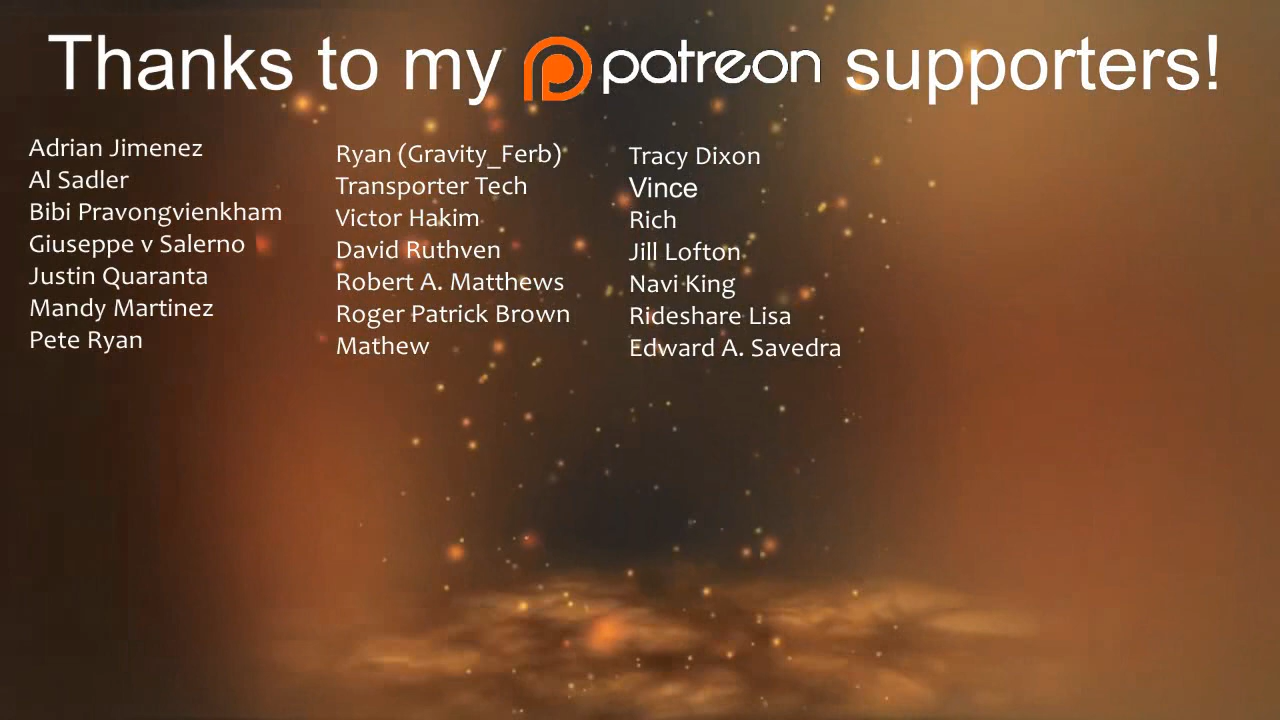 Thanks to my patreon supporters!
Adrian Jimenez
Al Sadler
Bibi Pravongvienkham
Giuseppe v Salerno
Justin Quaranta
Mandy Martinez
Pete Ryan
Ryan (Gravity_Ferb)
Transporter Tech
Victor Hakim
David Ruthven
Robert A. Matthews
Roger Patrick Brown
Mathew
Tracy Dixon
Vince
Rich
Jill Lofton
Navi King
Rideshare Lisa
Edward A. Savedra